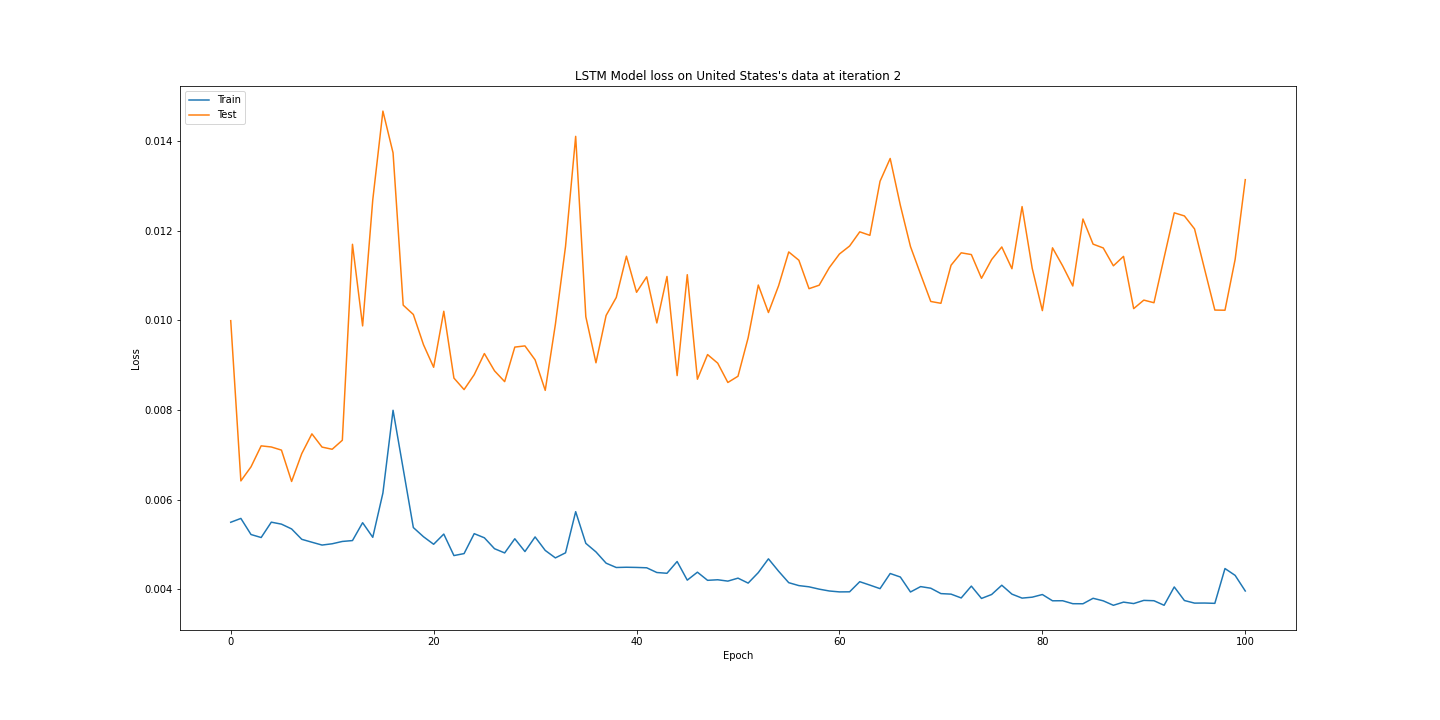 LSTM Model loss on United States's data at iteration 2
Train
Test
0.014
0.012
0.010
0.008
0.006
0.004
Loss
0 20 40 60 80 100
Epoch